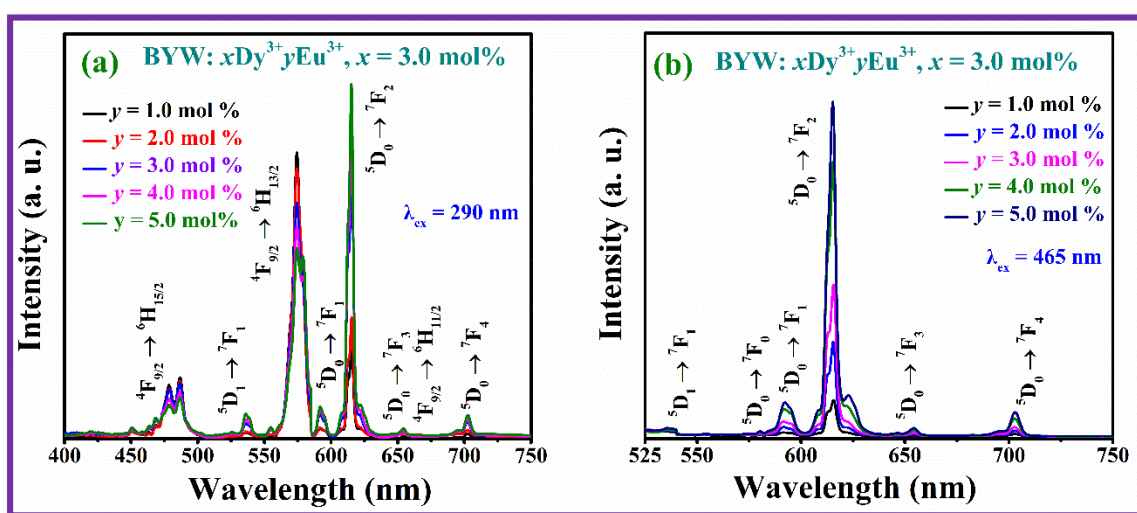 (a) BYW: xDy³⁺yEu³⁺, x = 3.0 mol%
y = 1.0 mol %
y = 2.0 mol %
y = 3.0 mol %
y = 4.0 mol %
y = 5.0 mol%
λex = 290 nm
⁴F9/2 → ⁶H15/2
⁵D1 → ⁷F1
⁴F9/2 → ⁶H13/2
⁵D0 → ⁷F1
⁵D0 → ⁷F2
⁵D0 → ⁷F3
⁴F9/2 → ⁶H11/2
⁵D0 → ⁷F4
Intensity (a. u.)
400 450 500 550 600 650 700 750
Wavelength (nm)
(b) BYW: xDy³⁺yEu³⁺, x = 3.0 mol%
y = 1.0 mol %
y = 2.0 mol %
y = 3.0 mol %
y = 4.0 mol %
y = 5.0 mol %
λex = 465 nm
⁵D1 → ⁷F1
⁵D0 → ⁷F0
⁵D0 → ⁷F1
⁵D0 → ⁷F2
⁵D0 → ⁷F3
⁵D0 → ⁷F4
Intensity (a. u.)
525 550 600 650 700 750
Wavelength (nm)